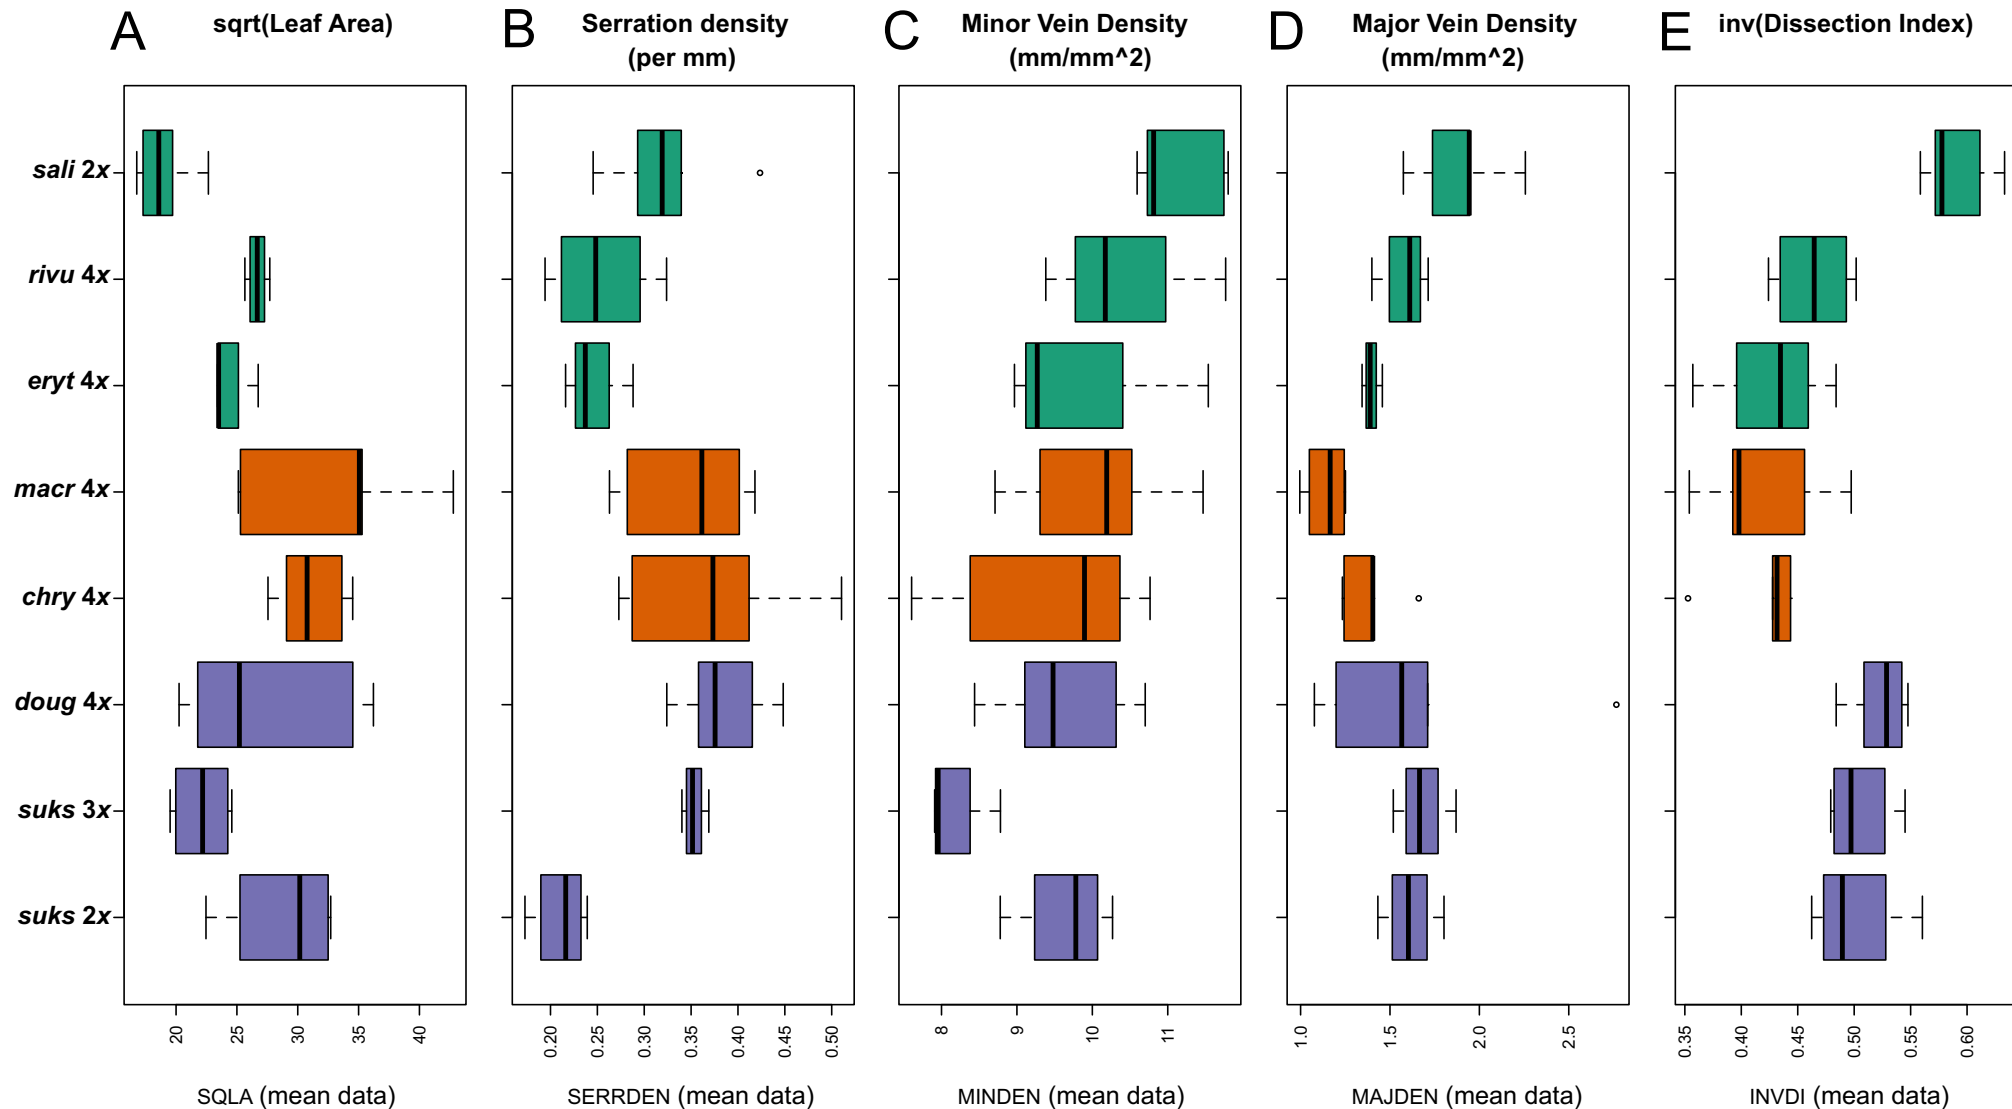 A sqrt(Leaf Area)
B Serration density
(per mm)
C Minor Vein Density
(mm/mm^2)
D Major Vein Density
(mm/mm^2)
E inv(Dissection Index)
sali 2x
rivu 4x
eryt 4x
macr 4x
chry 4x
doug 4x
suks 3x
suks 2x
20 25 30 35 40
0.20 0.25 0.30 0.35 0.40 0.45 0.50
8 9 10 11
1.0 1.5 2.0 2.5
0.35 0.40 0.45 0.50 0.55 0.60
SQLA (mean data)
SERRDEN (mean data)
MINDEN (mean data)
MAJDEN (mean data)
INVDI (mean data)